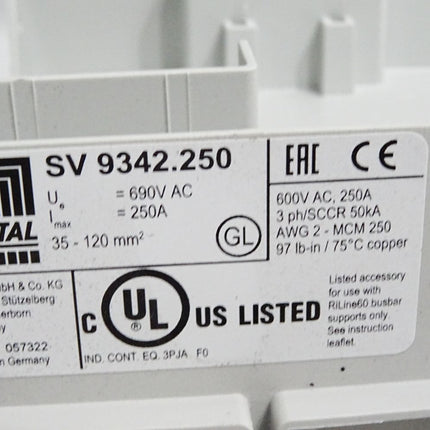 SV 9342.250
Ue = 690V AC
Imax = 250A
35 - 120 mm²
TAL
GL
EAC CE
600V AC, 250A
3 ph/SCCR 50kA
AWG 2 - MCM 250
97 lb-in / 75°C copper
bH & Co. KG
Stützelberg
erborn
y
057322
n Germany
C UL ® US LISTED
IND. CONT. EQ. 3PJA F0
Listed accessory
for use with
RiLine60 busbar
supports only.
See instruction
leaflet.